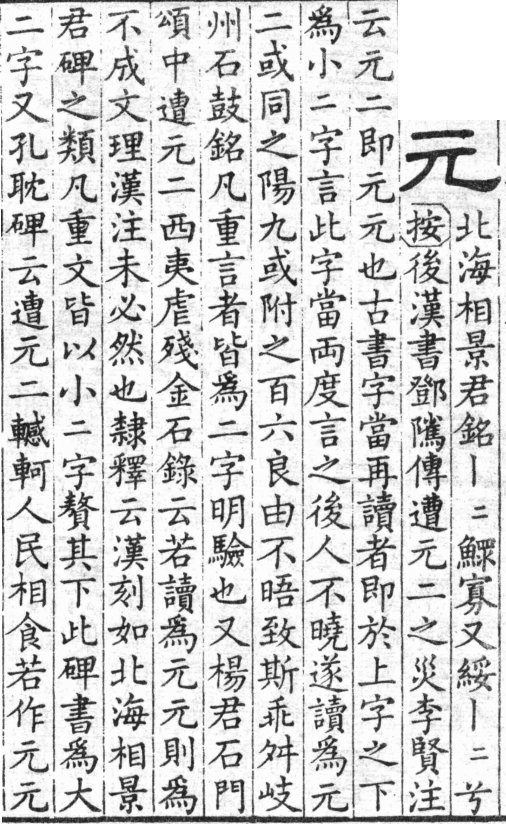 元
北海相景君銘丨二鰥寡又綏丨二兮
按後漢書鄧隲傳遭元二之災李賢注
云元二即元元也古書字當再讀者即於上字之下
爲小二字言此字當兩度言之後人不曉遂讀爲元
二或同之陽九或附之百六良由不晤致斯乖舛岐
州石鼓銘凡重言者皆爲二字明驗也又楊君石門
頌中遭元二西夷虐殘金石錄云若讀爲元元則爲
不成文理漢注未必然也隸釋云漢刻如北海相景
君碑之類凡重文皆以小二字贅其下此碑書爲大
二字又孔耽碑云遭元二轗軻人民相食若作元元